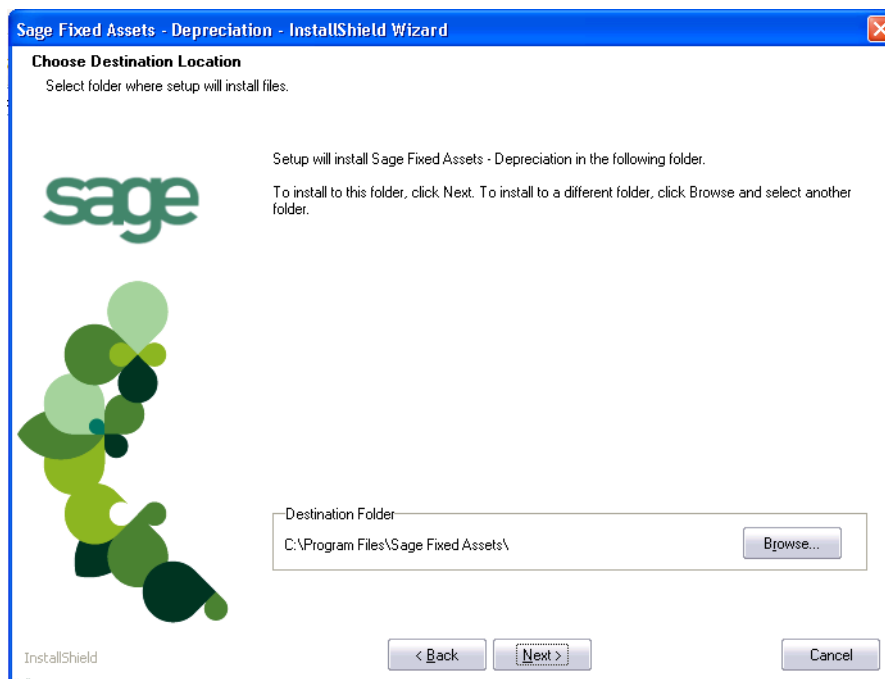 Sage Fixed Assets - Depreciation - InstallShield Wizard
Choose Destination Location
Select folder where setup will install files.
sage
Setup will install Sage Fixed Assets - Depreciation in the following folder.
To install to this folder, click Next. To install to a different folder, click Browse and select another
folder.
Destination Folder
C:\Program Files\Sage Fixed Assets\
Browse...
InstallShield
< Back
Next >
Cancel